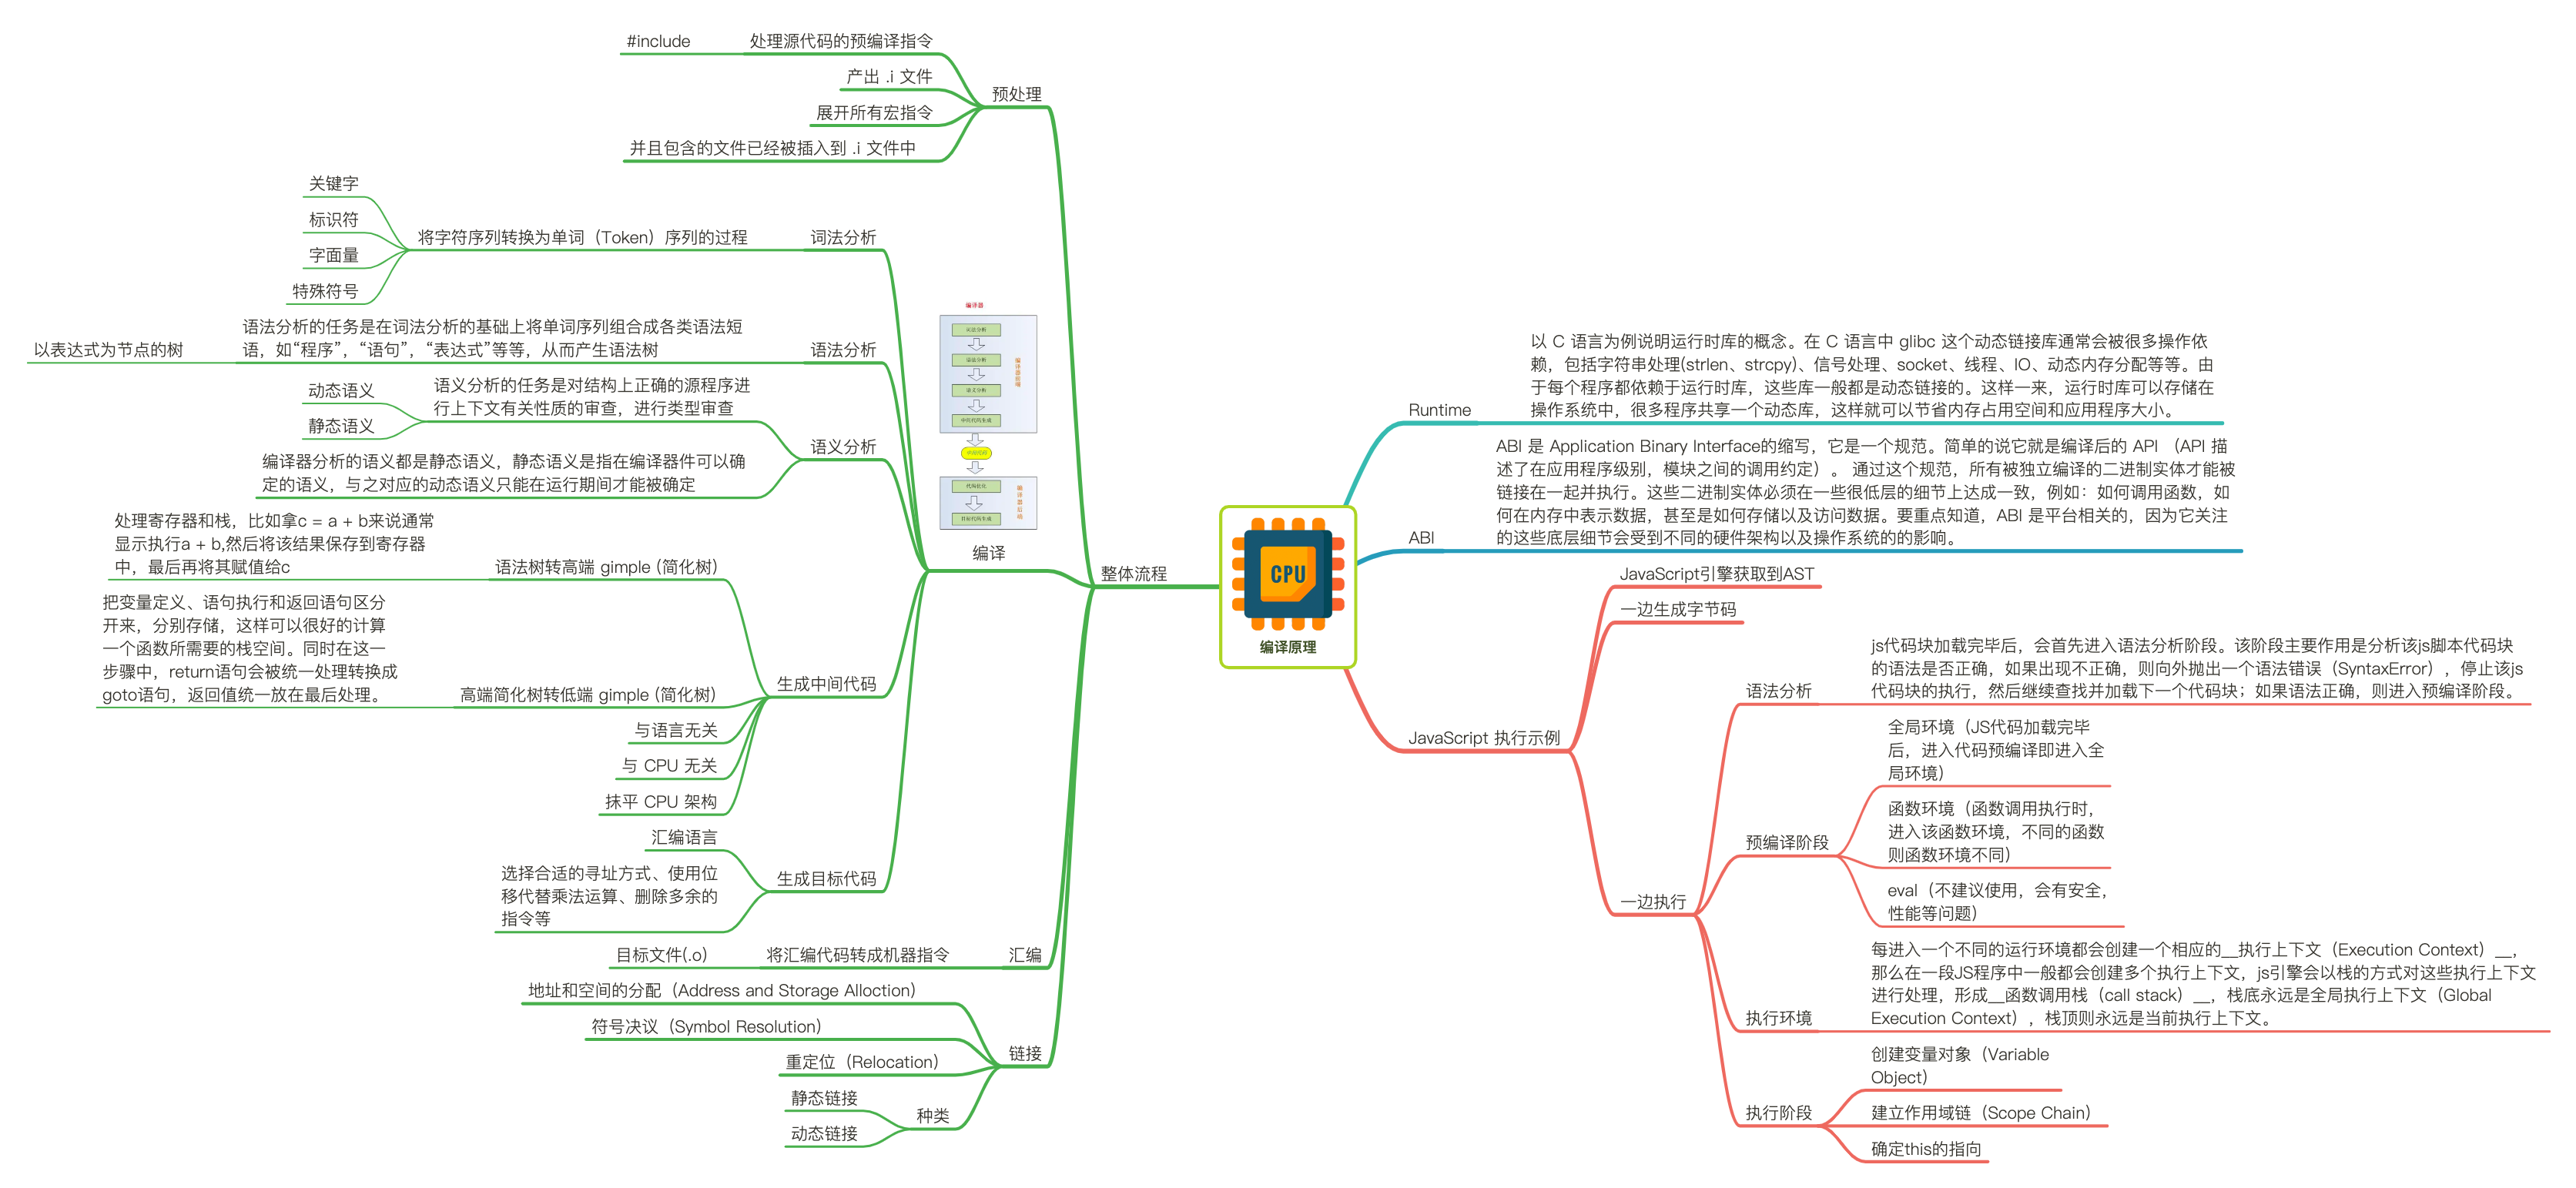 #include
处理源代码的预编译指令
产出 .i 文件
展开所有宏指令
并且包含的文件已经被插入到 .i 文件中
预处理
关键字
标识符
字面量
特殊符号
将字符序列转换为单词（Token）序列的过程
词法分析
以表达式为节点的树
语法分析的任务是在词法分析的基础上将单词序列组合成各类语法短
语，如“程序”，“语句”，“表达式”等等，从而产生语法树
语法分析
动态语义
静态语义
语义分析的任务是对结构上正确的源程序进
行上下文有关性质的审查，进行类型审查
编译器分析的语义都是静态语义，静态语义是指在编译器件可以确
定的语义，与之对应的动态语义只能在运行期间才能被确定
语义分析
处理寄存器和栈，比如拿c = a + b来说通常
显示执行a + b,然后将该结果保存到寄存器
中，最后再将其赋值给c
语法树转高端 gimple (简化树)
把变量定义、语句执行和返回语句区分
开来，分别存储，这样可以很好的计算
一个函数所需要的栈空间。同时在这一
步骤中，return语句会被统一处理转换成
goto语句，返回值统一放在最后处理。
高端简化树转低端 gimple (简化树)
与语言无关
与 CPU 无关
抹平 CPU 架构
生成中间代码
汇编语言
选择合适的寻址方式、使用位
移代替乘法运算、删除多余的
指令等
生成目标代码
编译器
词法分析
语法分析
语义分析
中间代码生成
编译器前端
中间代码
代码优化
目标代码生成
编译器后端
编译
目标文件(.o)
将汇编代码转成机器指令
汇编
地址和空间的分配（Address and Storage Alloction）
符号决议（Symbol Resolution）
重定位（Relocation）
静态链接
动态链接
种类
链接
整体流程
CPU
编译原理
Runtime
以 C 语言为例说明运行时库的概念。在 C 语言中 glibc 这个动态链接库通常会被很多操作依
赖，包括字符串处理(strlen、strcpy)、信号处理、socket、线程、IO、动态内存分配等等。由
于每个程序都依赖于运行时库，这些库一般都是动态链接的。这样一来，运行时库可以存储在
操作系统中，很多程序共享一个动态库，这样就可以节省内存占用空间和应用程序大小。
ABI
ABI 是 Application Binary Interface的缩写，它是一个规范。简单的说它就是编译后的 API （API 描
述了在应用程序级别，模块之间的调用约定）。 通过这个规范，所有被独立编译的二进制实体才能被
链接在一起并执行。这些二进制实体必须在一些很低层的细节上达成一致，例如：如何调用函数，如
何在内存中表示数据，甚至是如何存储以及访问数据。要重点知道，ABI 是平台相关的，因为它关注
的这些底层细节会受到不同的硬件架构以及操作系统的的影响。
JavaScript 执行示例
JavaScript引擎获取到AST
一边生成字节码
一边执行
语法分析
js代码块加载完毕后，会首先进入语法分析阶段。该阶段主要作用是分析该js脚本代码块
的语法是否正确，如果出现不正确，则向外抛出一个语法错误（SyntaxError），停止该js
代码块的执行，然后继续查找并加载下一个代码块；如果语法正确，则进入预编译阶段。
预编译阶段
全局环境（JS代码加载完毕
后，进入代码预编译即进入全
局环境）
函数环境（函数调用执行时，
进入该函数环境，不同的函数
则函数环境不同）
eval（不建议使用，会有安全，
性能等问题）
执行环境
每进入一个不同的运行环境都会创建一个相应的__执行上下文（Execution Context）__，
那么在一段JS程序中一般都会创建多个执行上下文，js引擎会以栈的方式对这些执行上下文
进行处理，形成__函数调用栈（call stack）__，栈底永远是全局执行上下文（Global
Execution Context），栈顶则永远是当前执行上下文。
执行阶段
创建变量对象（Variable
Object）
建立作用域链（Scope Chain）
确定this的指向